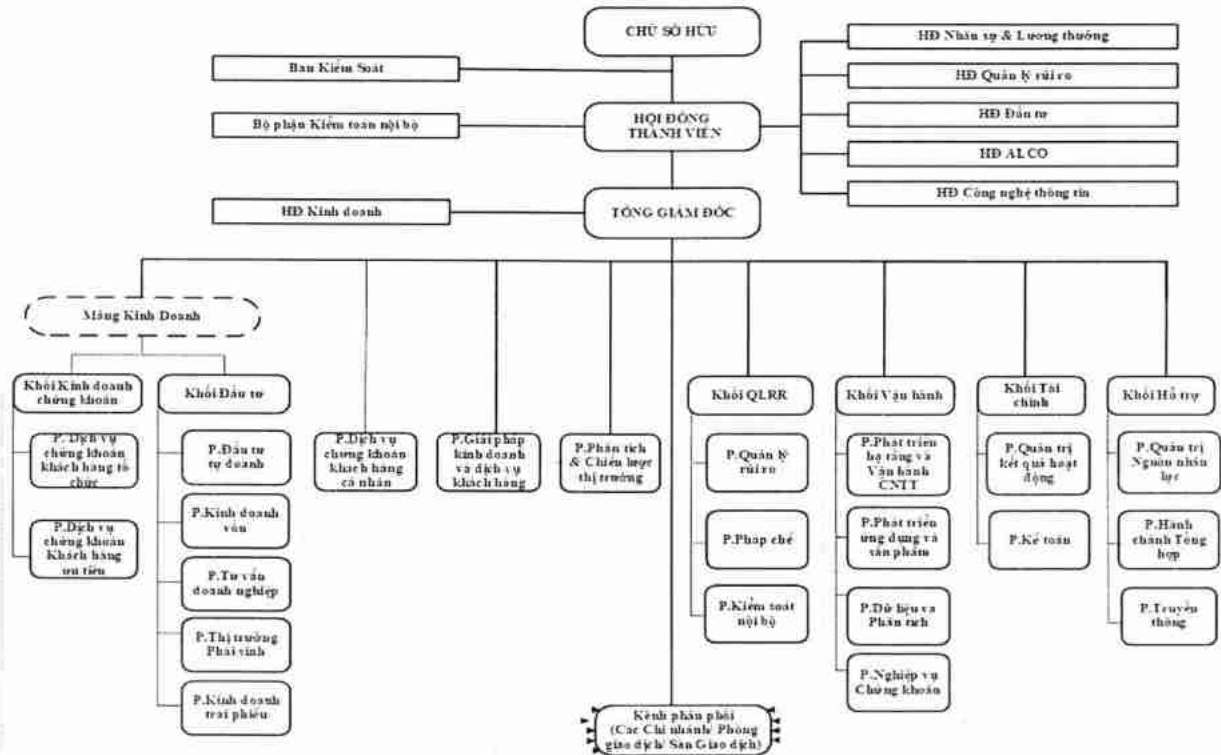 CHỦ SỞ HỮU
Ban Kiểm Soát
Bộ phận Kiểm toán nội bộ
HỘI ĐỒNG
THÀNH VIÊN
HĐ Nhân sự & Lương thưởng
HĐ Quản lý rủi ro
HĐ Đầu tư
HĐ ALCO
HĐ Công nghệ thông tin
HĐ Kinh doanh
TỔNG GIÁM ĐỐC
Mảng Kinh Doanh
Khối Kinh doanh
chứng khoán
P. Dịch vụ
chứng khoán
khách hàng tổ
chức
P.Dịch vụ
chứng khoán
Khách hàng
ưu tiên
Khối Đầu tư
P.Đầu tư
tự doanh
P.Kinh doanh
vốn
P.Tư vấn
doanh nghiệp
P.Thị trường
Phái sinh
P.Kinh doanh
trái phiếu
P.Dịch vụ
chứng khoán
khách hàng
cá nhân
P.Giải pháp
kinh doanh
và dịch vụ
khách hàng
P.Phân tích
& Chiến lược
thị trường
Khối QLRR
P.Quản lý
rủi ro
P.Pháp chế
P.Kiểm soát
nội bộ
Khối Vận hành
P.Phát triển
hạ tầng và
Vận hành
CNTT
P.Phát triển
ứng dụng và
sản phẩm
P.Dữ liệu và
Phân tích
P.Nghiệp vụ
Chứng khoán
Khối Tài
chính
P.Quản trị
kết quả hoạt
động
P.Kế toán
Khối Hỗ trợ
P.Quản trị
Nguồn nhân
lực
P.Hành
chánh Tổng
hợp
P.Truyền
thông
Kênh phân phối
(Các Chi nhánh/ Phòng
giao dịch/ Sàn Giao dịch)